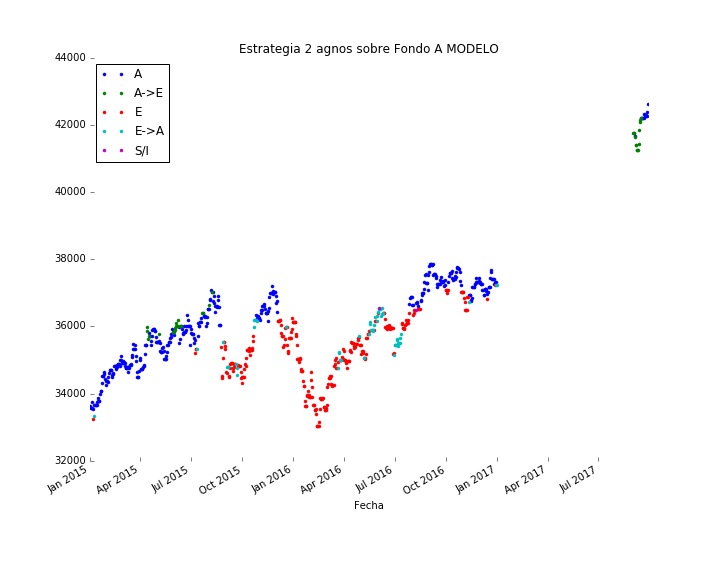 Estrategia 2 agnos sobre Fondo A MODELO
44000
42000
40000
38000
36000
34000
32000
A
A->E
E
E->A
S/I
Jan 2015
Apr 2015
Jul 2015
Oct 2015
Jan 2016
Apr 2016
Jul 2016
Oct 2016
Jan 2017
Apr 2017
Jul 2017
Fecha